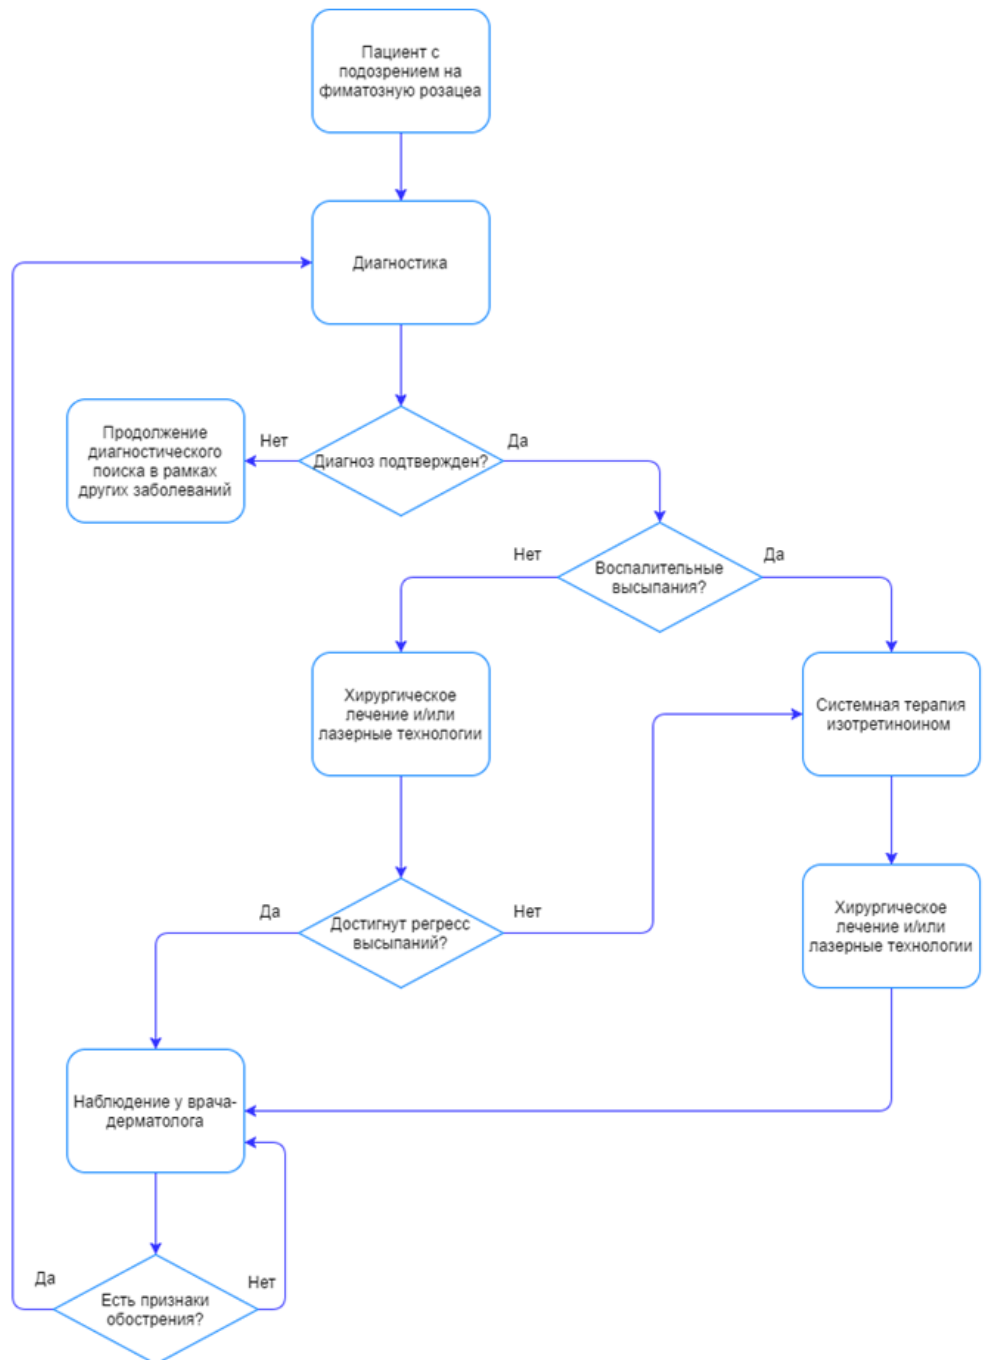 Пациент с
подозрением на
фиматозную розацеа
Диагностика
Продолжение
диагностического
поиска в рамках
других заболеваний
Нет
Диагноз подтвержден?
Да
Нет
Воспалительные
высыпания?
Да
Хирургическое
лечение и/или
лазерные технологии
Системная терапия
изотретиноином
Да
Достигнут регресс
высыпаний?
Нет
Хирургическое
лечение и/или
лазерные технологии
Наблюдение у врача-
дерматолога
Да
Есть признаки
обострения?
Нет